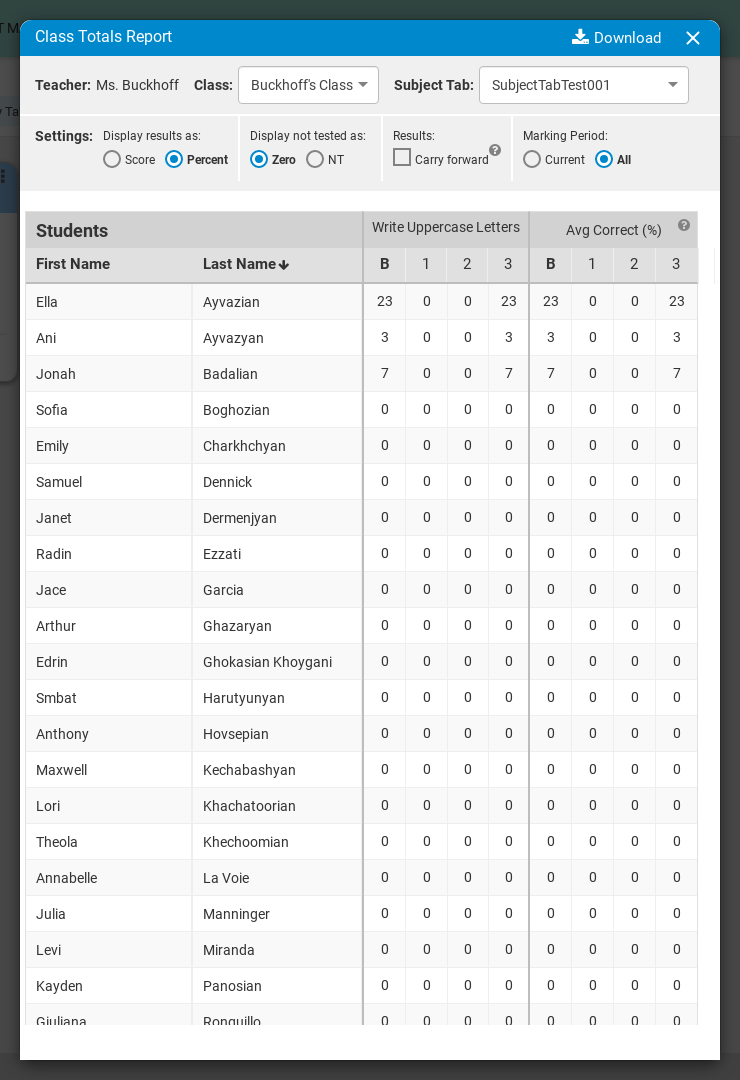 Class Totals Report Download
Teacher: Ms. Buckhoff Class: Buckhoff's Class Subject Tab: SubjectTabTest001
Settings: Display results as: Display not tested as: Results: Marking Period:
Score Percent Zero NT Carry forward ? Current All
Students Write Uppercase Letters Avg Correct (%) ?
First Name Last Name B 1 2 3 B 1 2 3
Ella Ayvazian 23 0 0 23 23 0 0 23
Ani Ayvazyan 3 0 0 3 3 0 0 3
Jonah Badalian 7 0 0 7 7 0 0 7
Sofia Boghozian 0 0 0 0 0 0 0 0
Emily Charkhchyan 0 0 0 0 0 0 0 0
Samuel Dennick 0 0 0 0 0 0 0 0
Janet Dermenjyan 0 0 0 0 0 0 0 0
Radin Ezzati 0 0 0 0 0 0 0 0
Jace Garcia 0 0 0 0 0 0 0 0
Arthur Ghazaryan 0 0 0 0 0 0 0 0
Edrin Ghokasian Khoygani 0 0 0 0 0 0 0 0
Smbat Harutyunyan 0 0 0 0 0 0 0 0
Anthony Hovsepian 0 0 0 0 0 0 0 0
Maxwell Kechabashyan 0 0 0 0 0 0 0 0
Lori Khachatoorian 0 0 0 0 0 0 0 0
Theola Khechoomian 0 0 0 0 0 0 0 0
Annabelle La Voie 0 0 0 0 0 0 0 0
Julia Manninger 0 0 0 0 0 0 0 0
Levi Miranda 0 0 0 0 0 0 0 0
Kayden Panosian 0 0 0 0 0 0 0 0
Giuliana Ronquillo 0 0 0 0 0 0 0 0